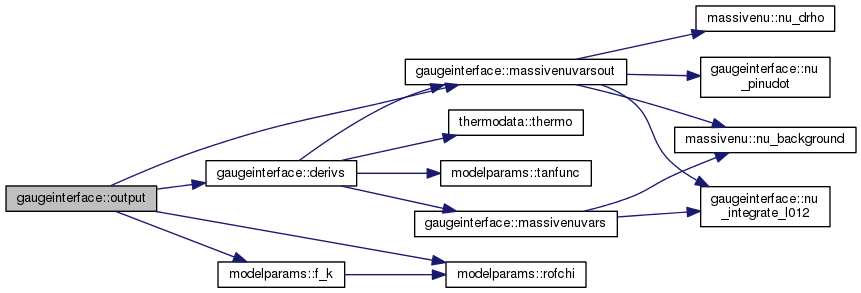 massivenu::nu_drho
gaugeinterface::massivenuvarsout
gaugeinterface::nu
_pinudot
thermodata::thermo
massivenu::nu_background
gaugeinterface::derivs
modelparams::tanfunc
gaugeinterface::output
gaugeinterface::nu
_integrate_l012
gaugeinterface::massivenuvars
modelparams::f_k
modelparams::rofchi